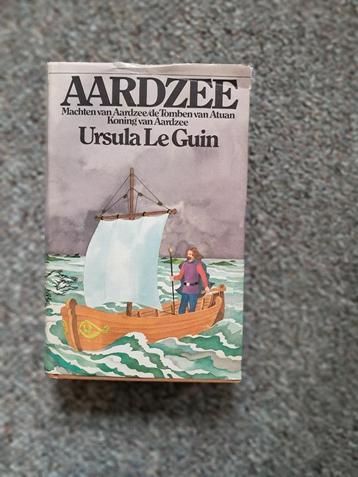 AARDZEE
Machten van Aardzee/de Tomben van Atuan
Koning van Aardzee
Ursula Le Guin